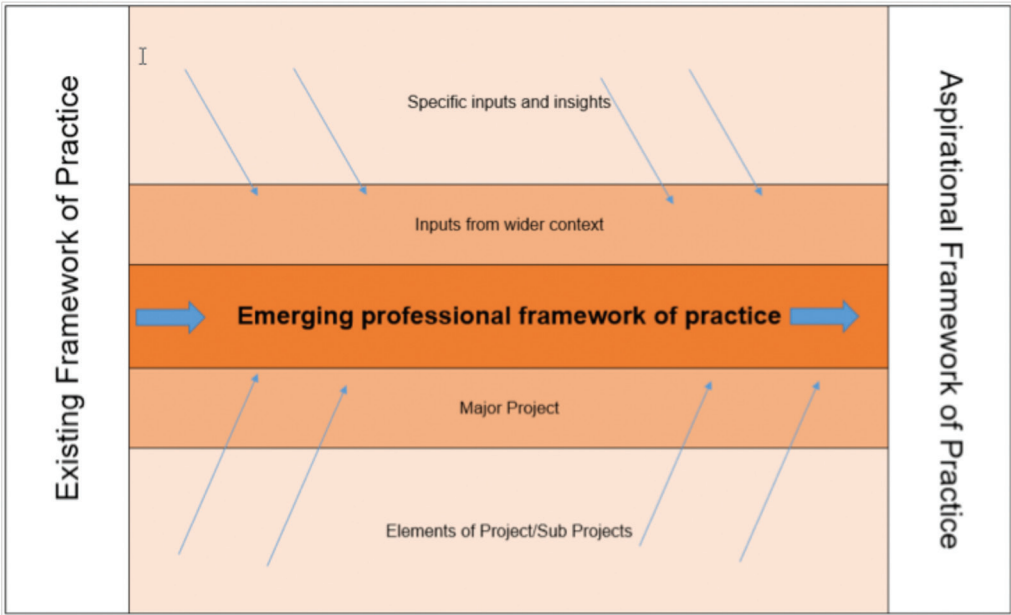 Existing Framework of Practice
Specific inputs and insights
Inputs from wider context
Emerging professional framework of practice
Major Project
Elements of Project/Sub Projects
Aspirational Framework of Practice